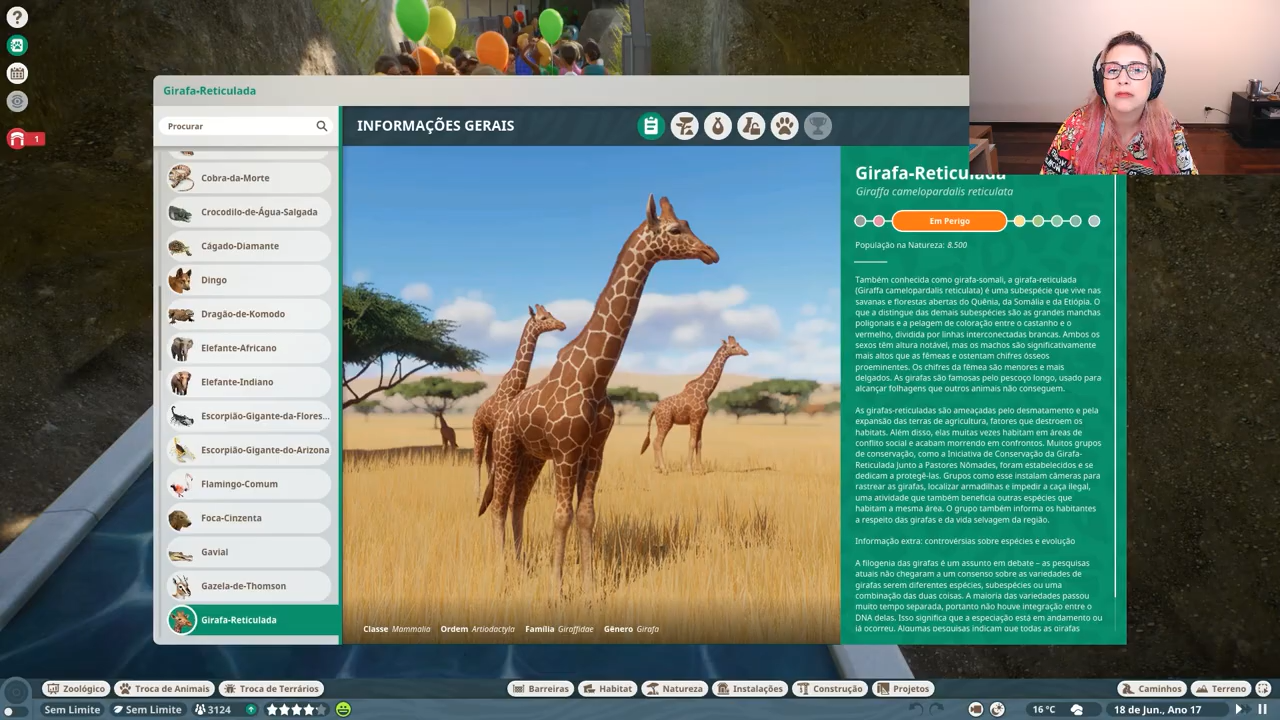 Girafa-Reticulada
Procurar
INFORMAÇÕES GERAIS
Cobra-da-Morte
Crocodilo-de-Água-Salgada
Cágado-Diamante
Dingo
Dragão-de-Komodo
Elefante-Africano
Elefante-Indiano
Escorpião-Gigante-da-Flores...
Escorpião-Gigante-do-Arizona
Flamingo-Comum
Foca-Cinzenta
Gavial
Gazela-de-Thomson
Girafa-Reticulada
Classe Mammalia Ordem Artiodactyla Família Giraffidae Gênero Girafa
Girafa-Reticulada
Giraffa camelopardalis reticulata
Em Perigo
População na Natureza: 8.500
Também conhecida como girafa-somali, a girafa-reticulada
(Giraffa camelopardalis reticulata) é uma subespécie que vive nas
savanas e florestas abertas do Quênia, da Somália e da Etiópia. O
que a distingue das demais subespécies são as grandes manchas
poligonais e a pelagem de coloração entre o castanho e o
vermelho, dividida por linhas interconectadas brancas. Ambos os
sexos têm altura notável, mas os machos são significativamente
mais altos que as fêmeas e ostentam chifres ósseos
proeminentes. Os chifres da fêmea são menores e mais
delgados. As girafas são famosas pelo pescoço longo, usado para
alcançar folhagens que outros animais não conseguem.
As girafas-reticuladas são ameaçadas pelo desmatamento e pela
expansão das terras de agricultura, fatores que destroem os
habitats. Além disso, elas muitas vezes habitam em áreas de
conflito social e acabam morrendo em confrontos. Muitos grupos
de conservação, como a Iniciativa de Conservação da Girafa-
Reticulada Junto a Pastores Nômades, foram estabelecidos e se
dedicam a protegê-las. Grupos como esse instalam câmeras para
rastrear as girafas, localizar armadilhas e impedir a caça ilegal,
uma atividade que também beneficia outras espécies que
habitam a mesma área. O grupo também informa os habitantes
a respeito das girafas e da vida selvagem da região.
Informação extra: controvérsias sobre espécies e evolução
A filogenia das girafas é um assunto em debate – as pesquisas
atuais não chegaram a um consenso sobre as variedades de
girafas serem diferentes espécies, subespécies ou uma
combinação das duas coisas. A maioria das variedades passou
muito tempo separada, portanto não houve integração entre o
DNA delas. Isso significa que a especiação está em andamento ou
já ocorreu. Algumas pesquisas indicam que todas as girafas
1
Zoológico Troca de Animais Troca de Terrários Barreiras Habitat Natureza Instalações Construção Projetos Caminhos Terreno
Sem Limite Sem Limite 3124 16 °C 18 de Jun., Ano 17